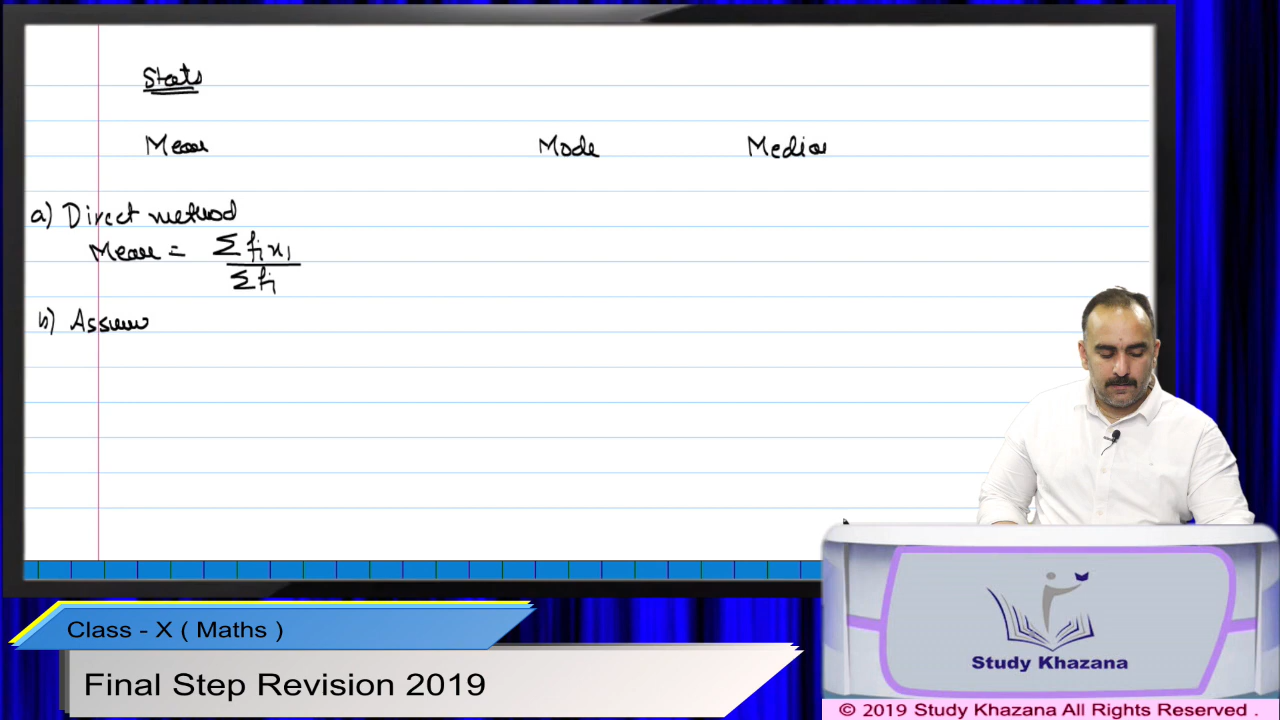 Stats
Mean Mode Median
a) Direct method
Mean = Σfixi / Σfi
b) Assum
Class - X ( Maths )
Final Step Revision 2019
Study Khazana
© 2019 Study Khazana All Rights Reserved .